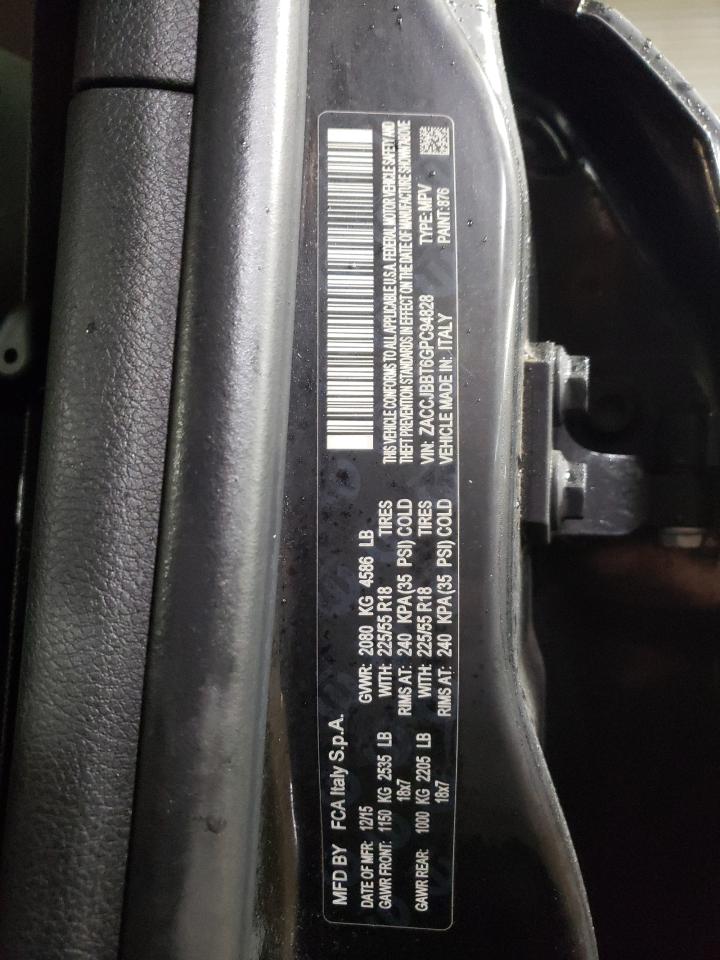 MFD BY FCA Italy S.p.A.
DATE OF MFR: 12/15 GVWR: 2080 KG 4586 LB
GAWR FRONT: 1150 KG 2535 LB WITH: 225/55 R18 TIRES
18x7 RIMS AT: 240 KPA(35 PSI) COLD
GAWR REAR: 1000 KG 2205 LB WITH: 225/55 R18 TIRES
18x7 RIMS AT: 240 KPA(35 PSI) COLD
THIS VEHICLE CONFORMS TO ALL APPLICABLE U.S.A. FEDERAL MOTOR VEHICLE SAFETY AND
THEFT PREVENTION STANDARDS IN EFFECT ON THE DATE OF MANUFACTURE SHOWN ABOVE
VIN: ZACCJBBT6GPC94828 TYPE: MPV
VEHICLE MADE IN: ITALY PAINT: 876